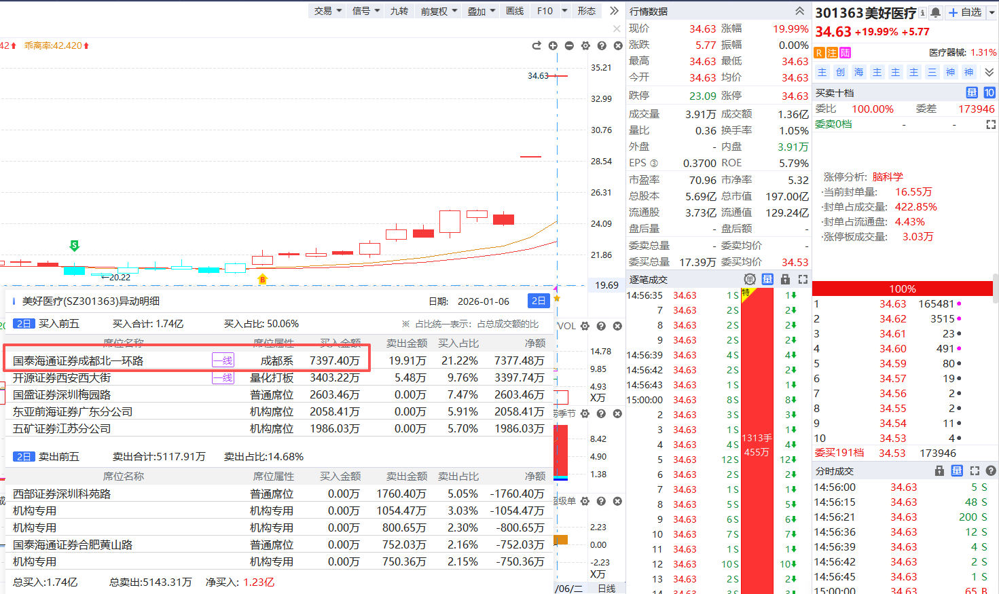 交易 信号 九转 前复权 叠加 画线 F10 形态
42 乖离率:42.420
35.21
34.63
32.99
30.76
28.54
26.31
24.09
21.86
S
←20.22
B
19.69
美好医疗(SZ301363)异动明细 日期: 2026-01-06 2日
2日 买入前五 买入合计: 1.74亿 买入占比: 50.06% ※ 占比统一表示：占总成交额的比
席位名称 席位属性 买入金额 卖出金额 买入占比 净额
国泰海通证券成都北一环路 一线 成都系 7397.40万 19.91万 21.22% 7377.48万
开源证券西安西大街 一线 量化打板 3403.22万 5.48万 9.76% 3397.74万
国盛证券深圳梅园路 普通席位 2603.46万 0.00万 7.47% 2603.46万
东亚前海证券广东分公司 机构席位 2058.41万 0.00万 5.91% 2058.41万
五矿证券江苏分公司 机构席位 1986.03万 0.00万 5.70% 1986.03万
2日 卖出前五 卖出合计:5117.91万 卖出占比:14.68%
席位名称 席位属性 买入金额 卖出金额 卖出占比 净额
西部证券深圳科苑路 普通席位 0.00万 1760.40万 5.05% -1760.40万
机构专用 机构专用 0.00万 1054.47万 3.03% -1054.47万
机构专用 机构专用 0.00万 800.65万 2.30% -800.65万
国泰海通证券合肥黄山路 普通席位 0.00万 752.03万 2.16% -752.03万
机构专用 机构专用 0.00万 750.36万 2.15% -750.36万
总买入:1.74亿 总卖出:5143.31万 净买入: 1.23亿
VOL
14.78
9.85
4.93
X万
季节
8.42
4.90
1.38
级单
2.23
0.00
-2.23
X万
/06/二 日线
行情数据
现价 34.63 涨幅 19.99%
涨跌 5.77 振幅 0.00%
最高 34.63 最低 34.63
今开 34.63 均价 34.63
跌停 23.09 涨停 34.63
成交量 3.91万 成交额 1.36亿
量比 0.36 换手率 1.05%
外盘 - 内盘 3.91万
EPS ③ 0.3700 ROE 5.79%
市盈率 70.96 市净率 5.32
总股本 5.69亿 总市值 197.00亿
流通股 3.73亿 流通值 129.24亿
盘后量 - 盘后额 -
委卖总量 - 委卖均价 -
委买总量 17.39万 委买均价 34.53
逐笔成交 单 量
14:56:35 34.63 1 S 特 1
7 34.63 2 S 2
8 34.63 2 S 2
9 34.63 2 S 2
14:56:39 34.63 4 S 4
14:56:42 34.63 2 S 2
14:56:43 34.63 1 S 1
15:00:00 34.63 8 S 8
2 34.63 3 S 3
3 34.63 1 S 1313手 1
4 34.63 4 S 455万 4
5 34.63 12 S 12
6 34.63 2 S 2
7 34.63 1 S 1
8 34.63 5 S 5
9 34.63 6 S 6
10 34.63 7 S 7
11 34.63 1 S 1
12 34.63 10 S 10
13 34.63 2 S 2
14 34.63 1 S 1
301363 美好医疗 自选
34.63 +19.99% +5.77
R 注 陆 医疗器械: 1.31%
主 创 海 主 主 主 三 神 神
买卖十档 量 10
委比 100.00% 委差 173946
委卖0档 - -
涨停分析: 脑科学
·当前封单量: 16.55万
·封单占成交量: 422.85%
·封单占流通盘: 4.43%
·涨停板成交量: 3.03万
100%
1 34.63 165481
2 34.62 3515
3 34.61 23
4 34.60 491
5 34.59 80
6 34.57 19
7 34.56 2
8 34.55 2
9 34.54 11
10 34.53 4
委买191档 34.53 173946
分时成交 量
14:56:00 34.63 5 S
14:56:15 34.63 48 S
14:56:21 34.63 200 S
14:56:36 34.63 12 S
14:56:39 34.63 4 S
14:56:42 34.63 2 S
14:56:45 34.63 1 S
15:00:00 34.63 65 B